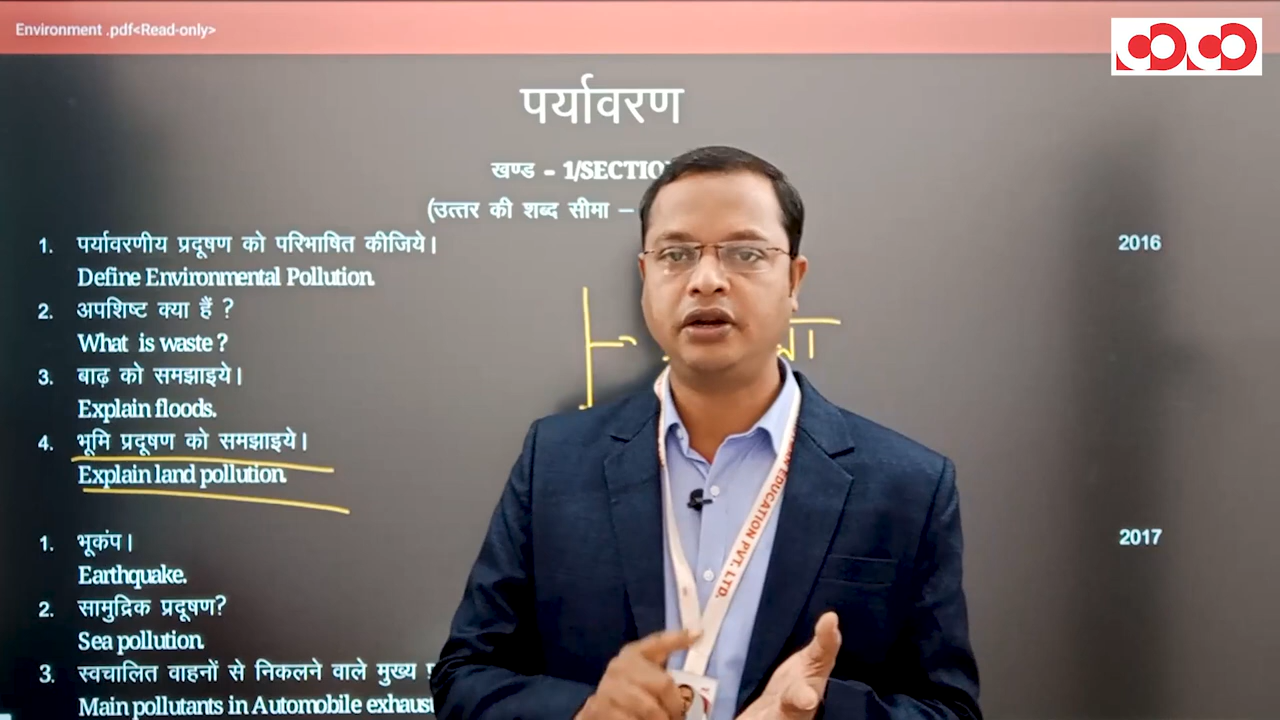 Environment .pdf<Read-only>
पर्यावरण
खण्ड - 1/SECTIO
(उत्तर की शब्द सीमा –
1. पर्यावरणीय प्रदूषण को परिभाषित कीजिये। 2016
Define Environmental Pollution.
2. अपशिष्ट क्या हैं ?
What is waste ?
3. बाढ़ को समझाइये।
Explain floods.
4. भूमि प्रदूषण को समझाइये।
Explain land pollution.
1. भूकंप। 2017
Earthquake.
2. सामुद्रिक प्रदूषण?
Sea pollution.
3. स्वचालित वाहनों से निकलने वाले मुख्य
Main pollutants in Automobile exhaus
EDUCATION PVT. LTD.